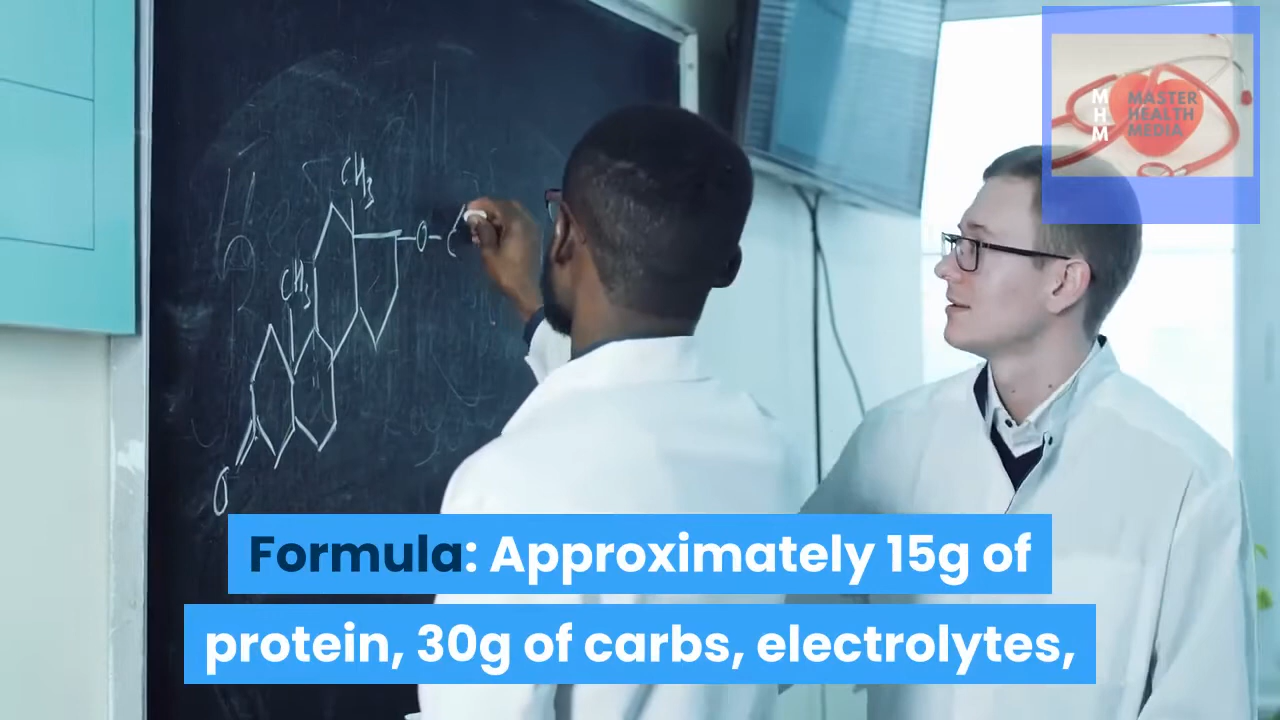 M
H
M
MASTER
HEALTH
MEDIA
CH3
O
CH3
O
Formula: Approximately 15g of
protein, 30g of carbs, electrolytes,